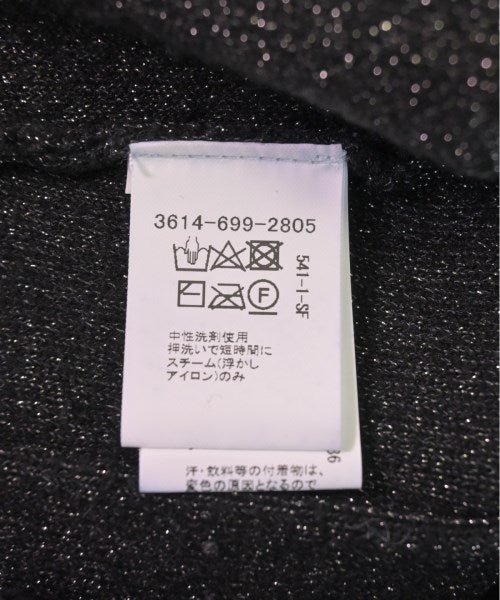 3614-699-2805
541-1-SF
F
中性洗剤使用
押洗いで短時間に
スチーム(浮かし
アイロン)のみ
36
汗・飲料等の付着物は、
変色の原因となるので